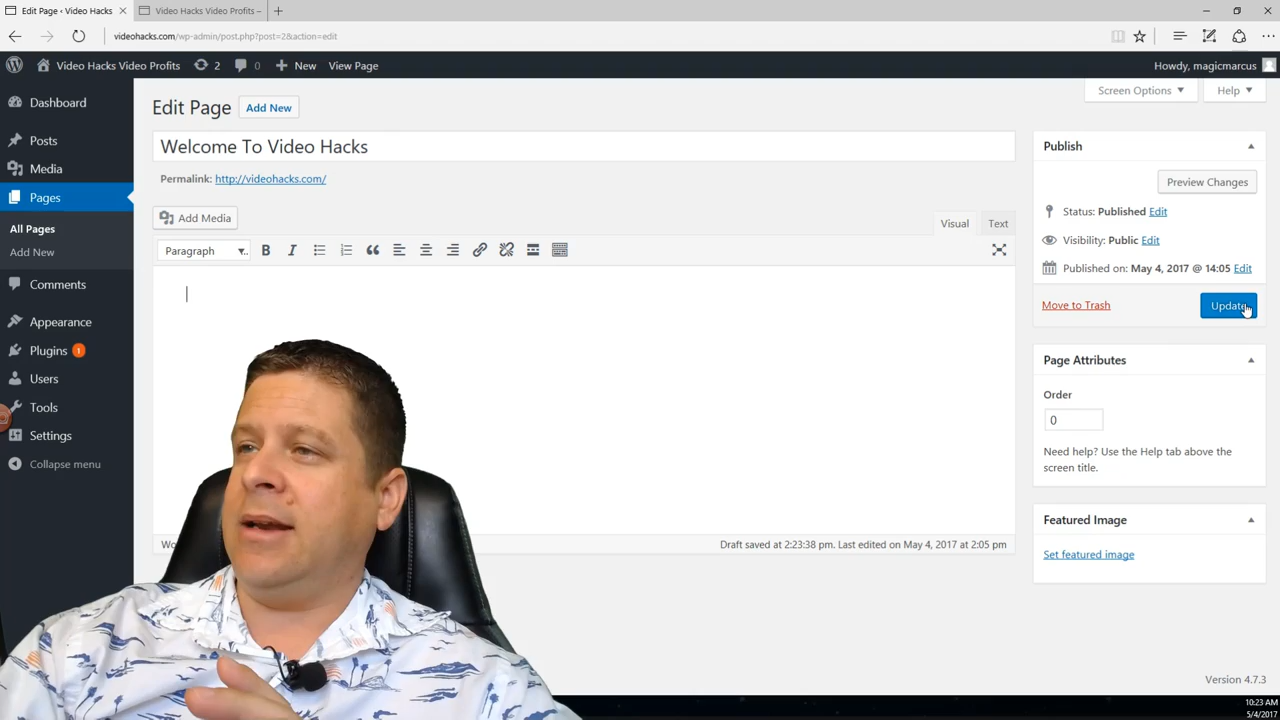 Edit Page ‹ Video Hacks
Video Hacks Video Profits –
videohacks.com/wp-admin/post.php?post=2&action=edit
Video Hacks Video Profits
2
0
New
View Page
Howdy, magicmarcus
Dashboard
Posts
Media
Pages
All Pages
Add New
Comments
Appearance
Plugins 1
Users
Tools
Settings
Collapse menu
Screen Options
Help
Edit Page
Add New
Welcome To Video Hacks
Permalink: http://videohacks.com/
Add Media
Visual
Text
Paragraph
Draft saved at 2:23:38 pm. Last edited on May 4, 2017 at 2:05 pm
Publish
Preview Changes
Status: Published Edit
Visibility: Public Edit
Published on: May 4, 2017 @ 14:05 Edit
Move to Trash
Update
Page Attributes
Order
0
Need help? Use the Help tab above the
screen title.
Featured Image
Set featured image
Version 4.7.3
10:23 AM
5/4/2017